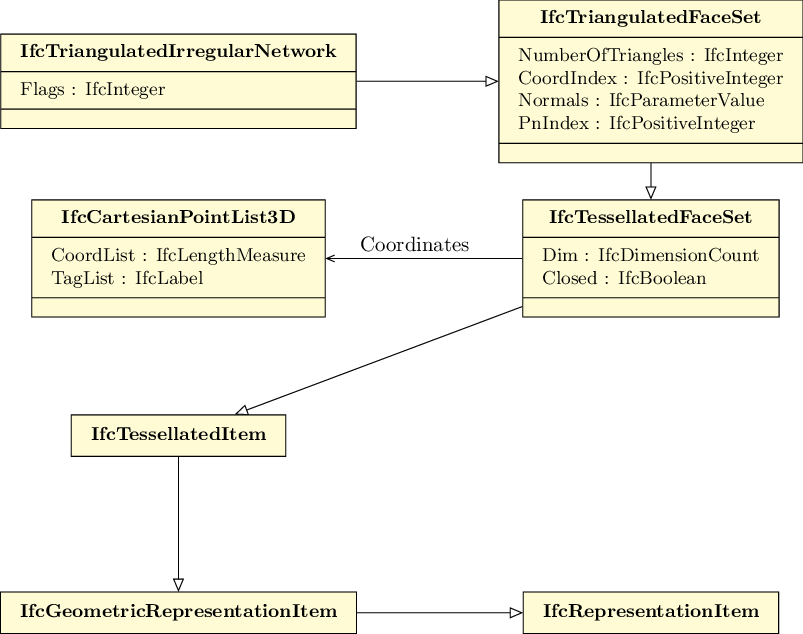 IfcTriangulatedIrregularNetwork
Flags : IfcInteger
IfcTriangulatedFaceSet
NumberOfTriangles : IfcInteger
CoordIndex : IfcPositiveInteger
Normals : IfcParameterValue
PnIndex : IfcPositiveInteger
IfcCartesianPointList3D
CoordList : IfcLengthMeasure
TagList : IfcLabel
Coordinates
IfcTessellatedFaceSet
Dim : IfcDimensionCount
Closed : IfcBoolean
IfcTessellatedItem
IfcGeometricRepresentationItem
IfcRepresentationItem